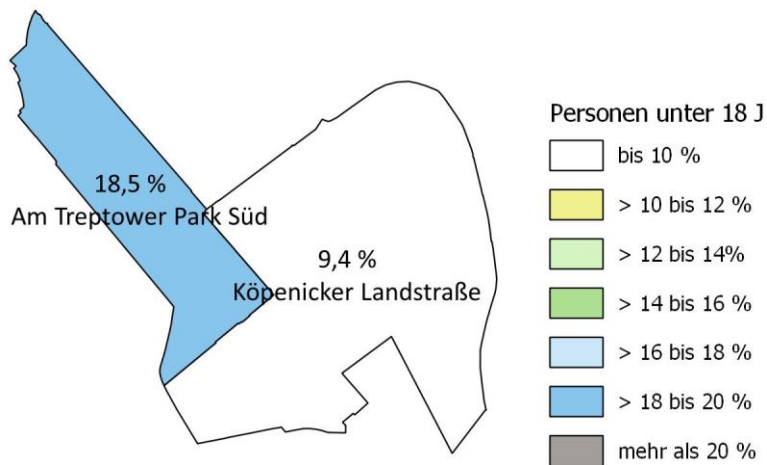 18,5 %
Am Treptower Park Süd
9,4 %
Köpenicker Landstraße
Personen unter 18 J
bis 10 %
> 10 bis 12 %
> 12 bis 14%
> 14 bis 16 %
> 16 bis 18 %
> 18 bis 20 %
mehr als 20 %